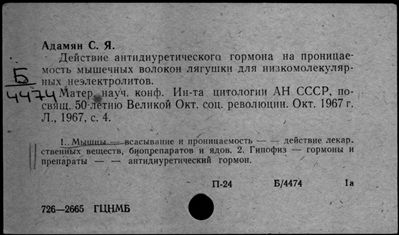 Адамян С. Я.
Действие антидиуретического гормона на проницае-
мость мышечных волокон лягушки для низкомолекуляр-
ных неэлектролитов.
Б
4474
Матер. науч. конф. Ин-та цитологии АН СССР, по-
свящ. 50-летию Великой Окт. соц. революции. Окт. 1967 г.
Л., 1967, с. 4.
1. Мышцы — всасывание и проницаемость — — действие лекар-
ственных веществ, биопрепаратов и ядов. 2. Гипофиз — гормоны и
препараты — — антидиуретический гормон.
П-24 Б/4474 1а
726—2665 ГЦНМБ